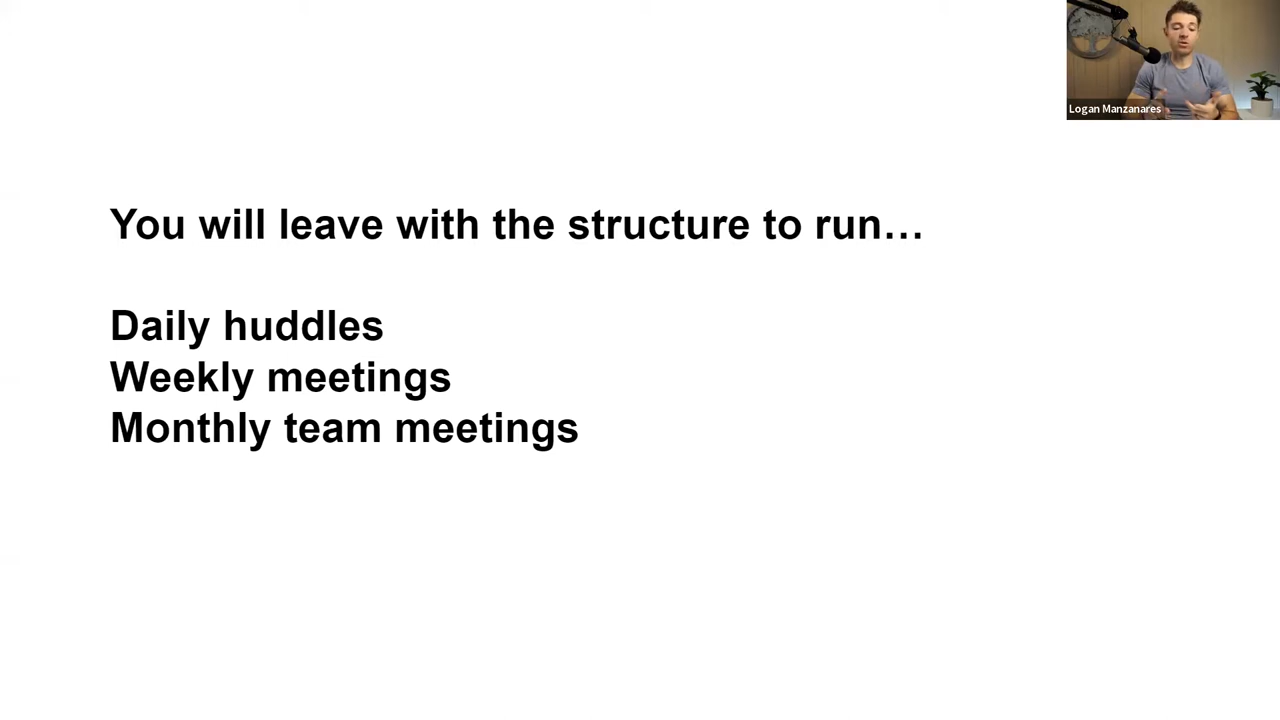 Logan Manzanares
You will leave with the structure to run…
Daily huddles
Weekly meetings
Monthly team meetings